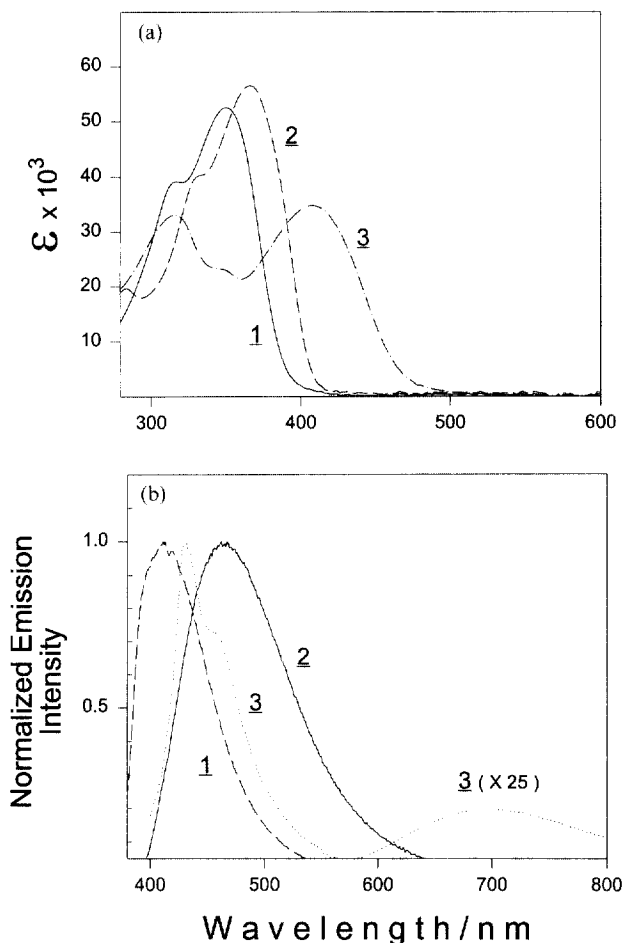 (a)
60
50
40
30
20
10
ε x 10³
2
3
1
300 400 500 600
(b)
1.0
0.5
Normalized Emission
Intensity
2
3
1
3 ( X 25 )
400 500 600 700 800
Wavelength/nm